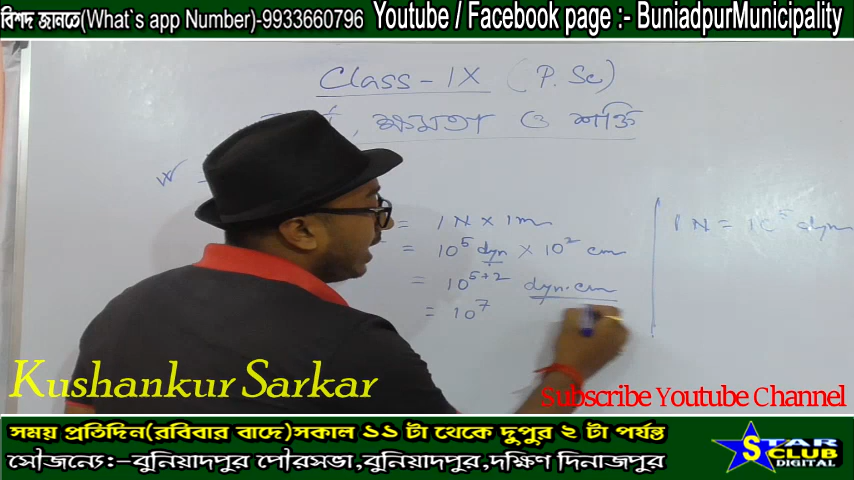 বিশদ জানতে(What`s app Number)-9933660796 Youtube / Facebook page :- BuniadpurMunicipality
Class - IX (P. Sc)
, ক্ষমতা ও শক্তি
= 1 N × 1m
= 10⁵ dyn × 10² cm
= 10⁵⁺² dyn·cm
= 10⁷
1 N = 10⁵ dyn
Kushankur Sarkar
Subscribe Youtube Channel
সময় প্রতিদিন(রবিবার বাদে)সকাল ১১ টা থেকে দুপুর ২ টা পর্যন্ত
সৌজন্যে:-বুনিয়াদপুর পৌরসভা,বুনিয়াদপুর,দক্ষিণ দিনাজপুর
STAR CLUB
DIGITAL